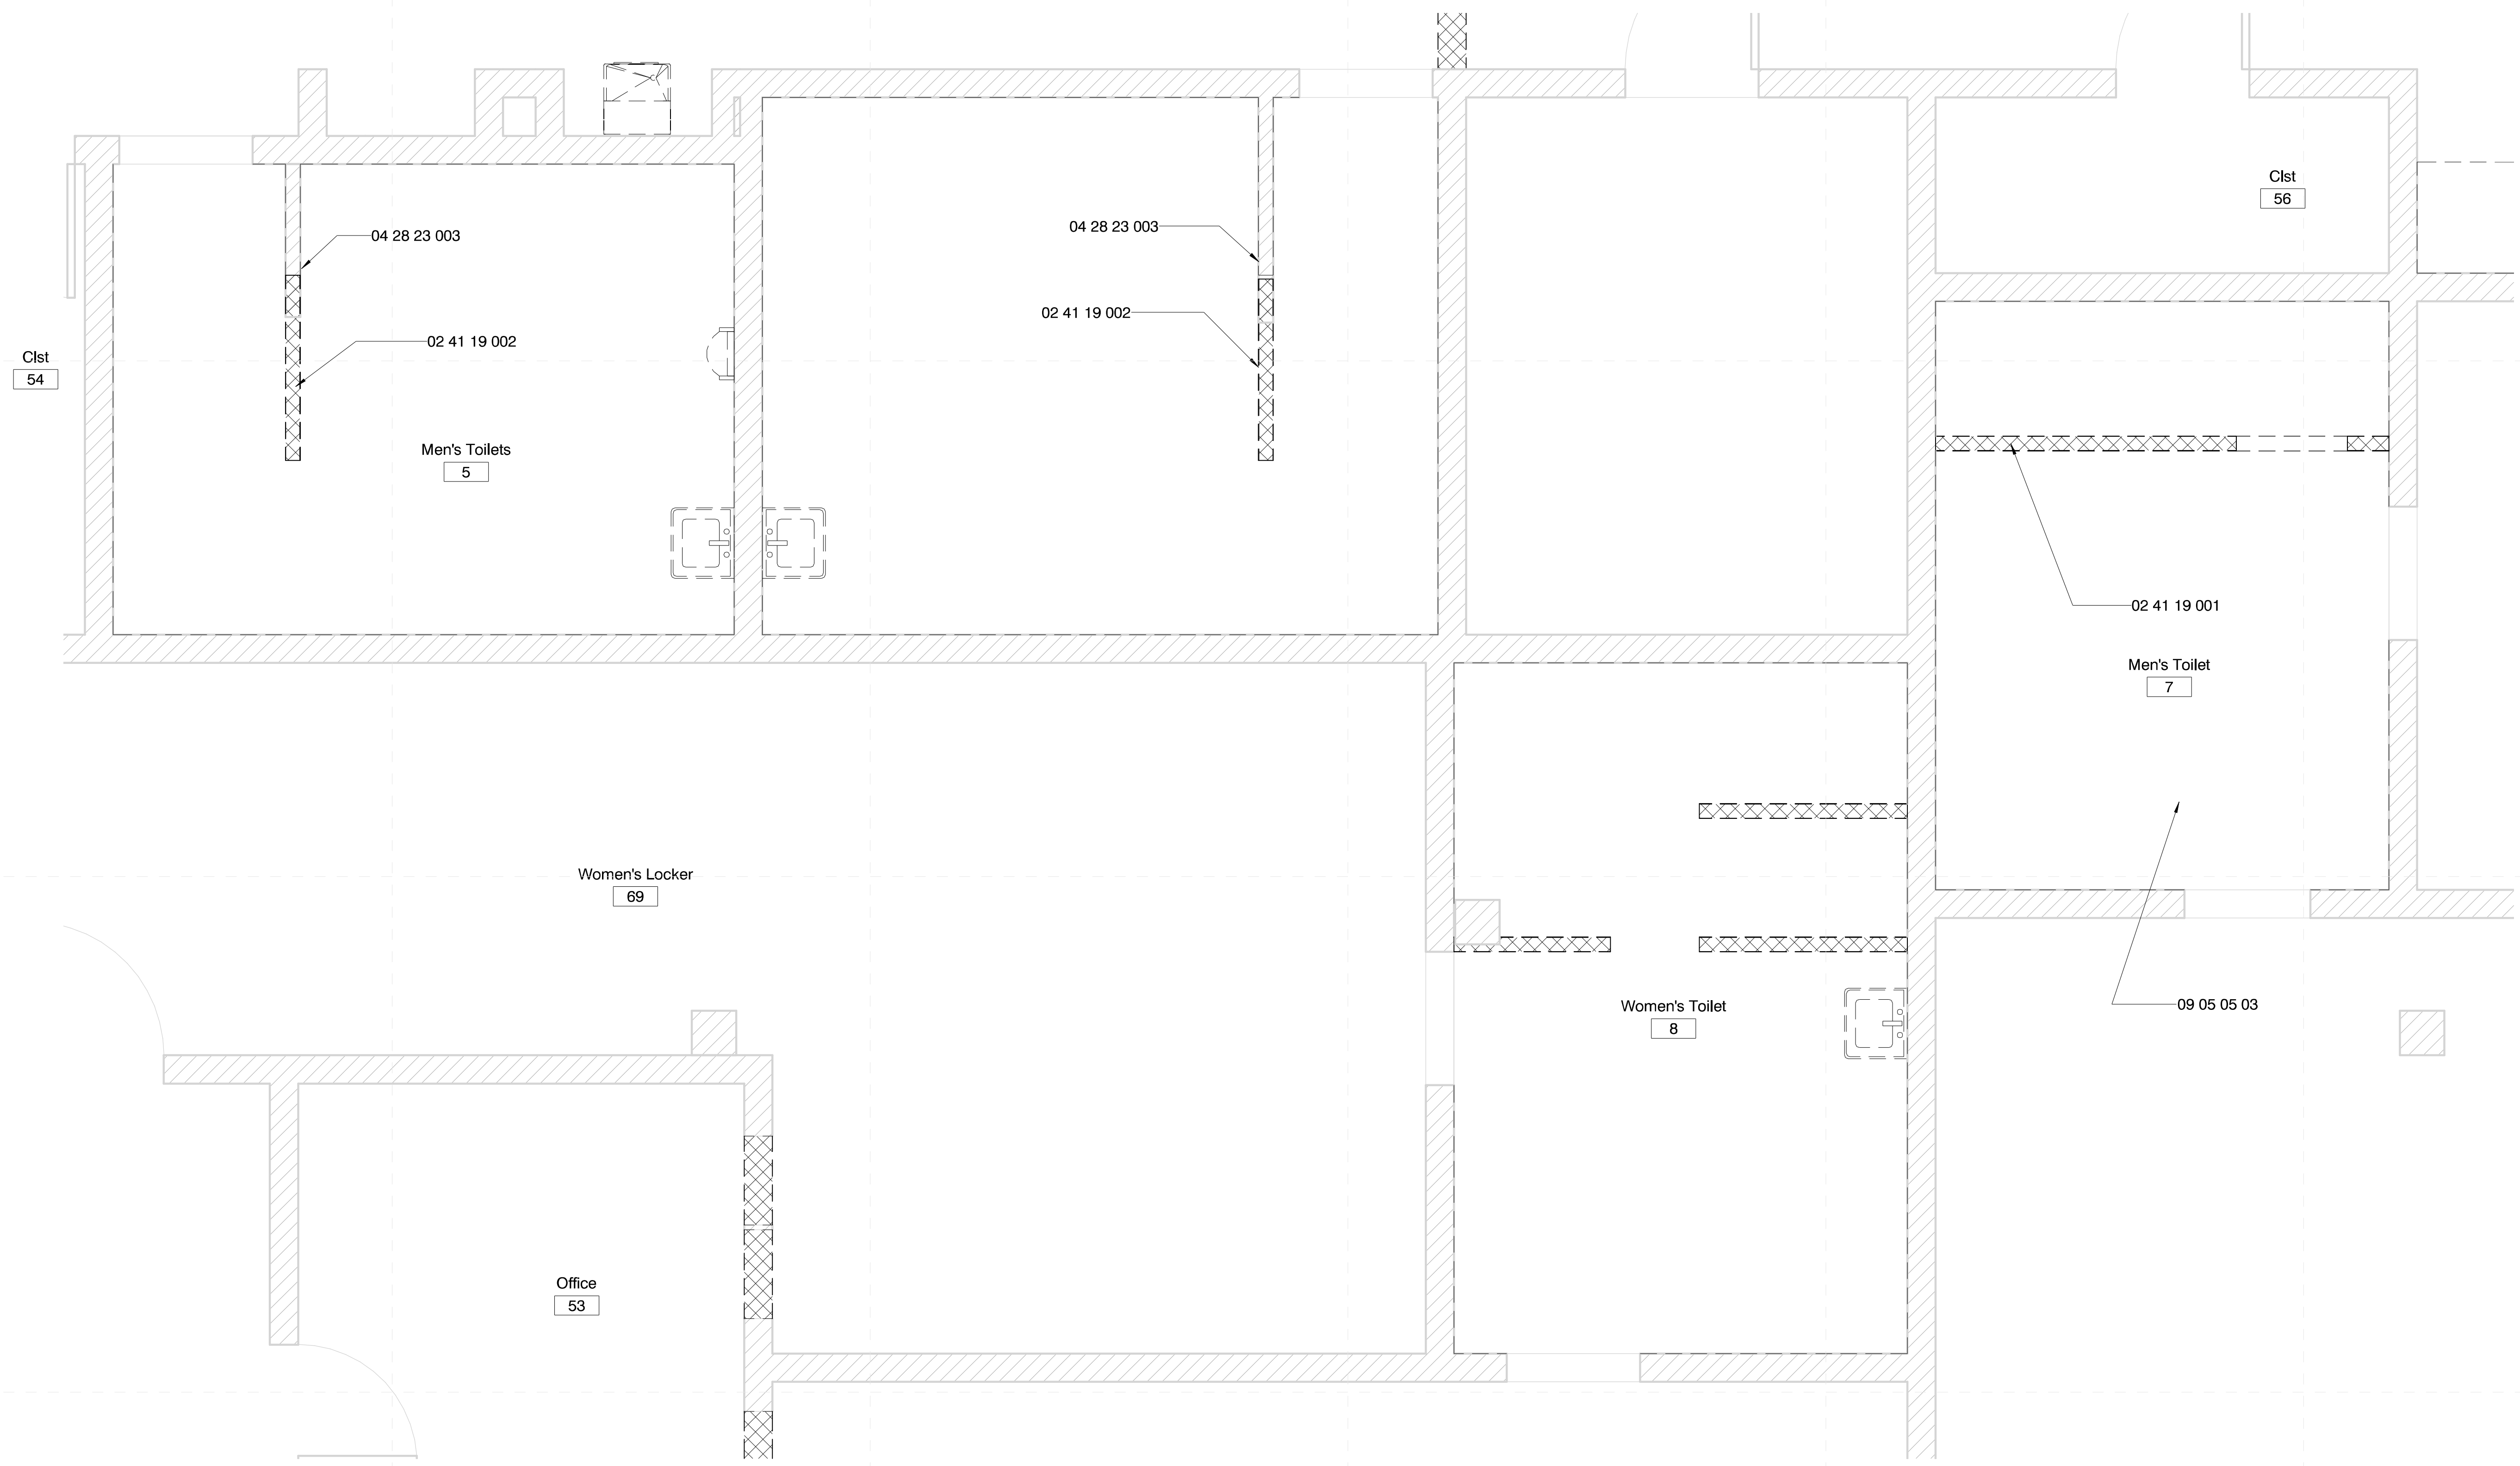 Clst
56
04 28 23 003
04 28 23 003
02 41 19 002
02 41 19 002
Clst
54
Men's Toilets
5
02 41 19 001
Men's Toilet
7
Women's Locker
69
Women's Toilet
8
09 05 05 03
Office
53